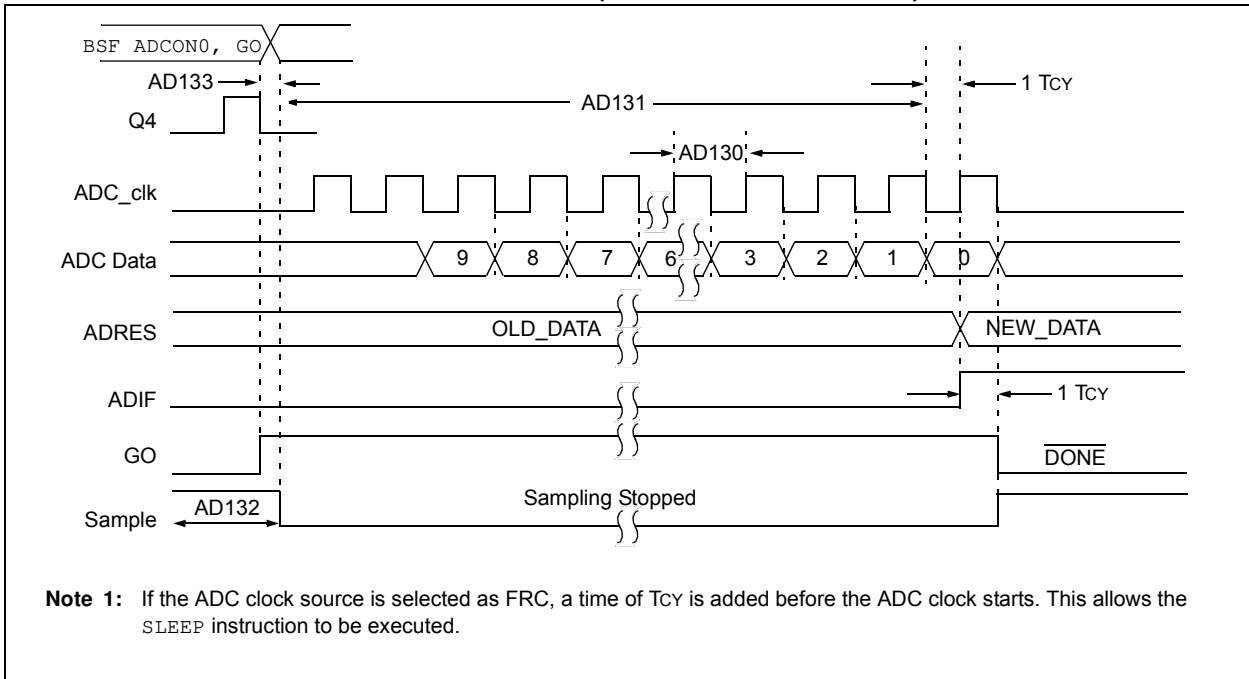 BSF ADCON0, GO
AD133
1 TCY
AD131
Q4
AD130
ADC_clk
ADC Data
9 8 7 6 3 2 1 0
ADRES
OLD_DATA
NEW_DATA
ADIF
1 TCY
GO
DONE
Sample
AD132
Sampling Stopped
Note 1: If the ADC clock source is selected as FRC, a time of TCY is added before the ADC clock starts. This allows the
SLEEP instruction to be executed.